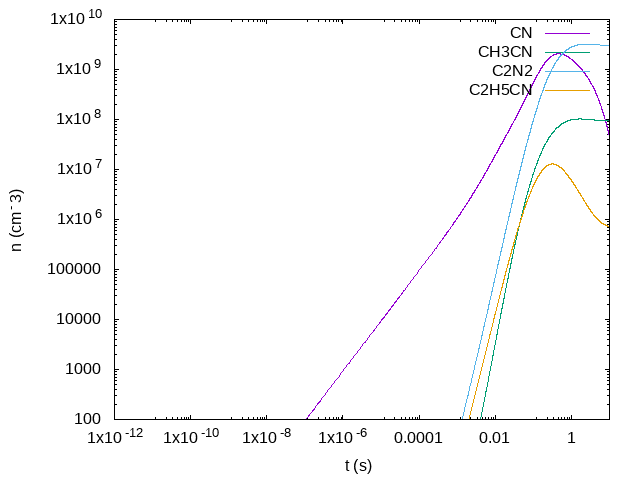 1x10^10
1x10^9
1x10^8
1x10^7
1x10^6
100000
10000
1000
100
n (cm^-3)
CN
CH3CN
C2N2
C2H5CN
1x10^-12
1x10^-10
1x10^-8
1x10^-6
0.0001
0.01
1
t (s)